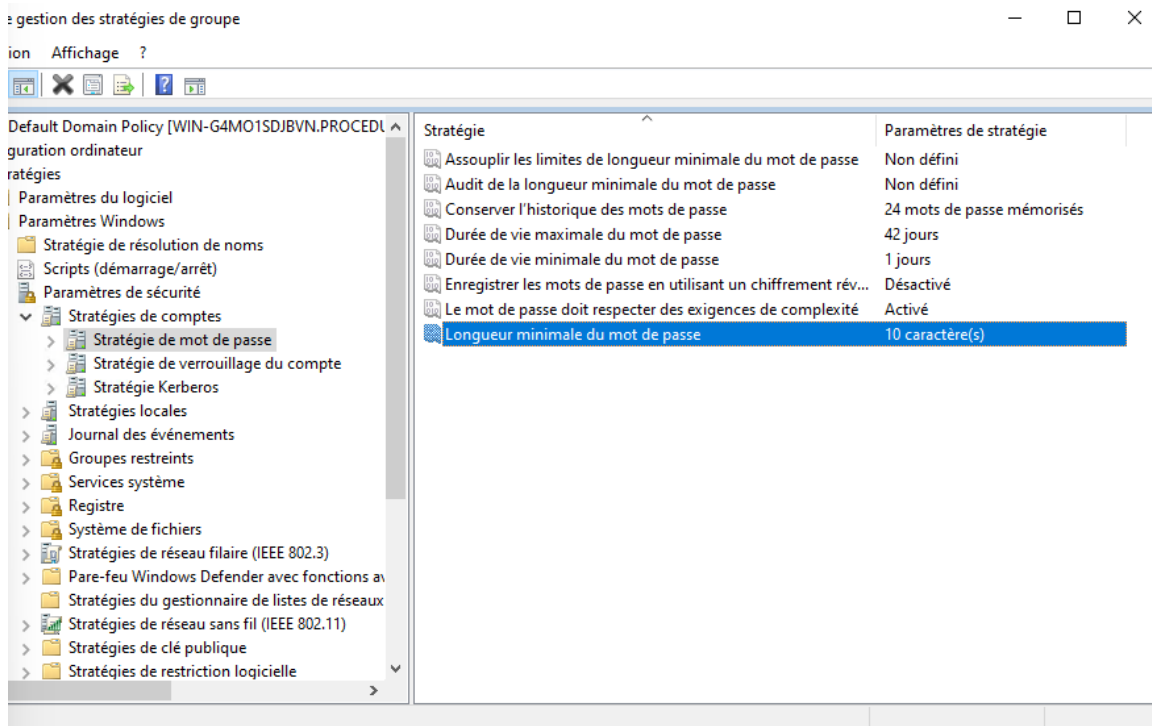 e gestion des stratégies de groupe
ion Affichage ?
Default Domain Policy [WIN-G4MO1SDJBVN.PROCEDU
guration ordinateur
ratégies
Paramètres du logiciel
Paramètres Windows
Stratégie de résolution de noms
Scripts (démarrage/arrêt)
Paramètres de sécurité
Stratégies de comptes
Stratégie de mot de passe
Stratégie de verrouillage du compte
Stratégie Kerberos
Stratégies locales
Journal des événements
Groupes restreints
Services système
Registre
Système de fichiers
Stratégies de réseau filaire (IEEE 802.3)
Pare-feu Windows Defender avec fonctions av
Stratégies du gestionnaire de listes de réseaux
Stratégies de réseau sans fil (IEEE 802.11)
Stratégies de clé publique
Stratégies de restriction logicielle
Stratégie Paramètres de stratégie
Assouplir les limites de longueur minimale du mot de passe Non défini
Audit de la longueur minimale du mot de passe Non défini
Conserver l'historique des mots de passe 24 mots de passe mémorisés
Durée de vie maximale du mot de passe 42 jours
Durée de vie minimale du mot de passe 1 jours
Enregistrer les mots de passe en utilisant un chiffrement rév... Désactivé
Le mot de passe doit respecter des exigences de complexité Activé
Longueur minimale du mot de passe 10 caractère(s)